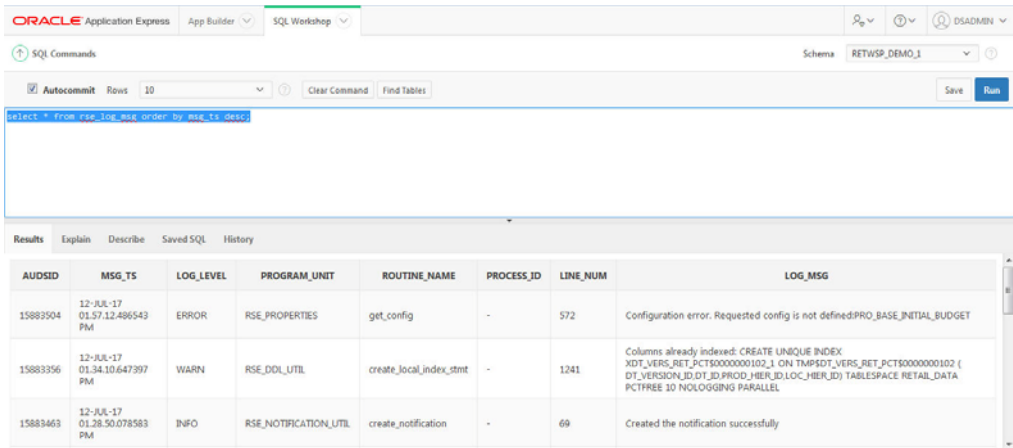 ORACLE Application Express App Builder SQL Workshop DSADMIN
SQL Commands Schema RETWSP_DEMO_1
Autocommit Rows 10 Clear Command Find Tables Save Run
select * from rse_log_msg order by msg_ts desc;
Results Explain Describe Saved SQL History
AUDSID MSG_TS LOG_LEVEL PROGRAM_UNIT ROUTINE_NAME PROCESS_ID LINE_NUM LOG_MSG
12-JUL-17
15883504 01.57.12.486543 ERROR RSE_PROPERTIES get_config - 572 Configuration error. Requested config is not defined:PRO_BASE_INITIAL_BUDGET
PM
Columns already indexed: CREATE UNIQUE INDEX
12-JUL-17 XDT_VERS_RET_PCT$0000000102_1 ON TMP$DT_VERS_RET_PCT$0000000102 (
15883356 01.34.10.647397 WARN RSE_DDL_UTIL create_local_index_stmt - 1241 DT_VERSION_ID,DT_ID,PROD_HIER_ID,LOC_HIER_ID) TABLESPACE RETAIL_DATA
PM PCTFREE 10 NOLOGGING PARALLEL
12-JUL-17
15883463 01.28.50.078583 INFO RSE_NOTIFICATION_UTIL create_notification - 69 Created the notification successfully
PM